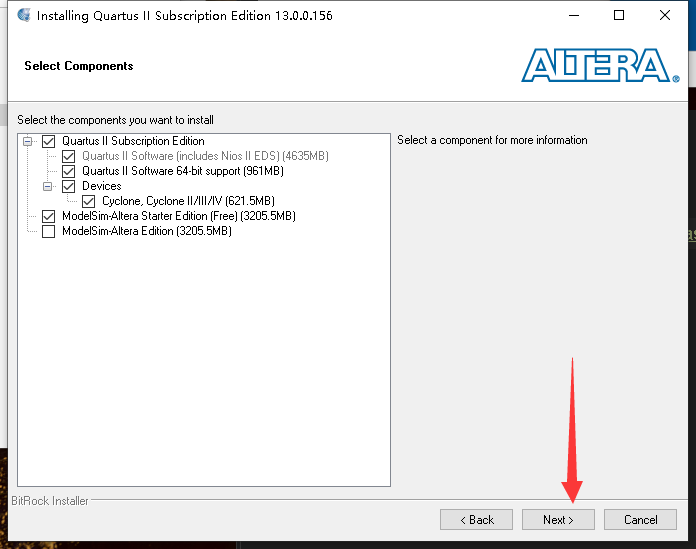 Installing Quartus II Subscription Edition 13.0.0.156
Select Components
ALTERA®
Select the components you want to install
Quartus II Subscription Edition
Quartus II Software (includes Nios II EDS) (4635MB)
Quartus II Software 64-bit support (961MB)
Devices
Cyclone, Cyclone II/III/IV (621.5MB)
ModelSim-Altera Starter Edition (Free) (3205.5MB)
ModelSim-Altera Edition (3205.5MB)
Select a component for more information
BitRock Installer
< Back
Next >
Cancel